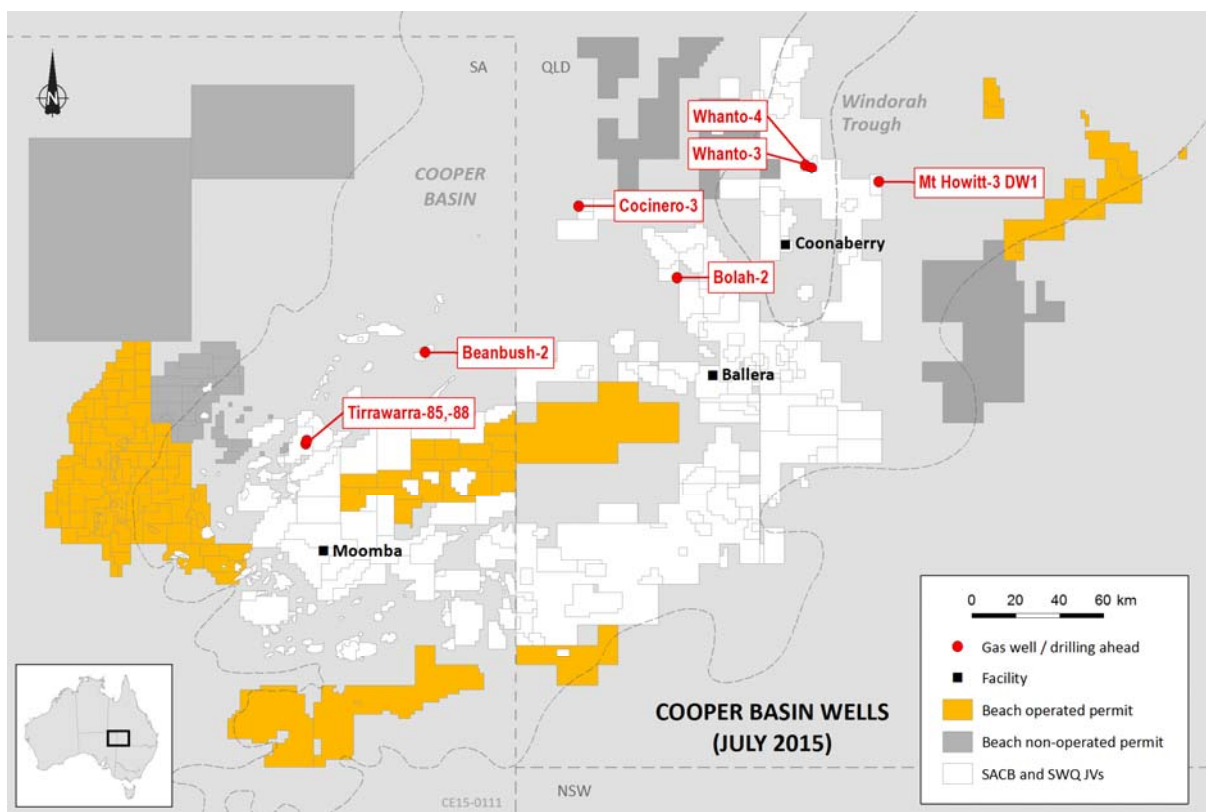 N
SA
QLD
Windorah
Trough
Whanto-4
Whanto-3
COOPER
BASIN
Mt Howitt-3 DW1
Cocinero-3
Coonaberry
Bolah-2
Beanbush-2
Ballera
Tirrawarra-85,-88
Moomba
0 20 40 60 km
Gas well / drilling ahead
Facility
Beach operated permit
Beach non-operated permit
SACB and SWQ JVs
COOPER BASIN WELLS
(JULY 2015)
CE15-0111
NSW